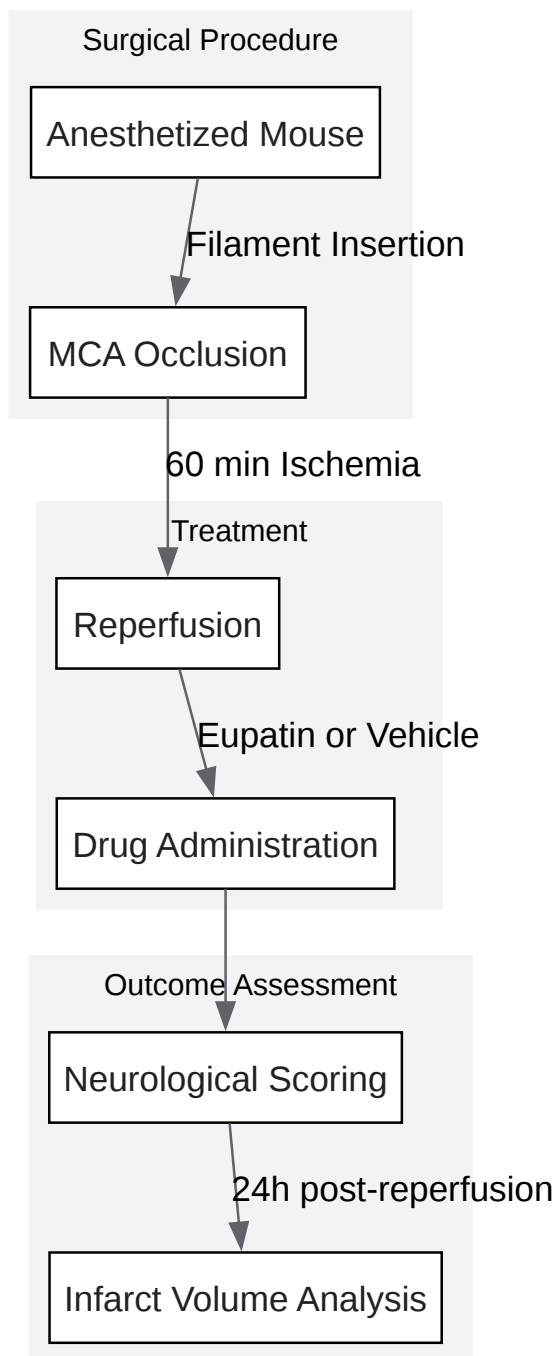 Surgical Procedure
Anesthetized Mouse
Filament Insertion
MCA Occlusion
60 min Ischemia
Treatment
Reperfusion
Eupatin or Vehicle
Drug Administration
Outcome Assessment
Neurological Scoring
24h post-reperfusion
Infarct Volume Analysis